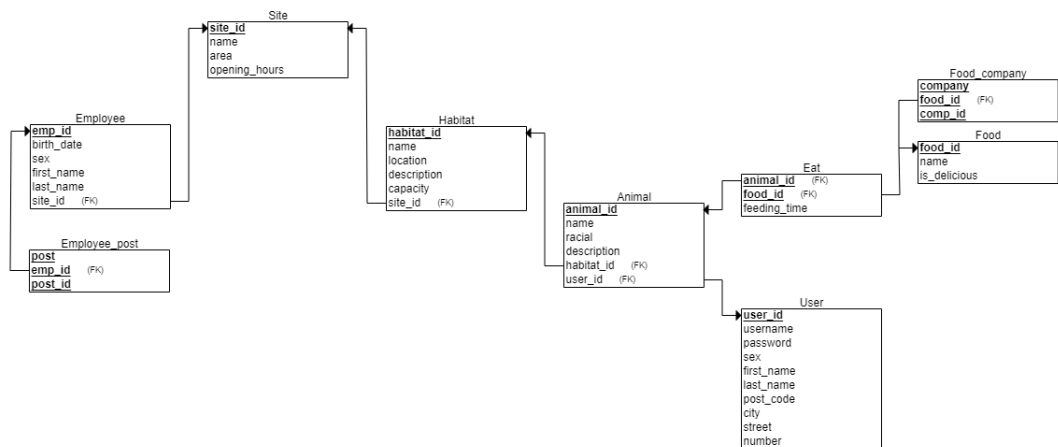 Site
site_id
name
area
opening_hours
Employee
emp_id
birth_date
sex
first_name
last_name
site_id (FK)
Employee_post
post
emp_id (FK)
post_id
Habitat
habitat_id
name
location
description
capacity
site_id (FK)
Animal
animal_id
name
racial
description
habitat_id (FK)
user_id (FK)
Eat
animal_id (FK)
food_id (FK)
feeding_time
Food_company
company
food_id (FK)
comp_id
Food
food_id
name
is_delicious
User
user_id
username
password
sex
first_name
last_name
post_code
city
street
number